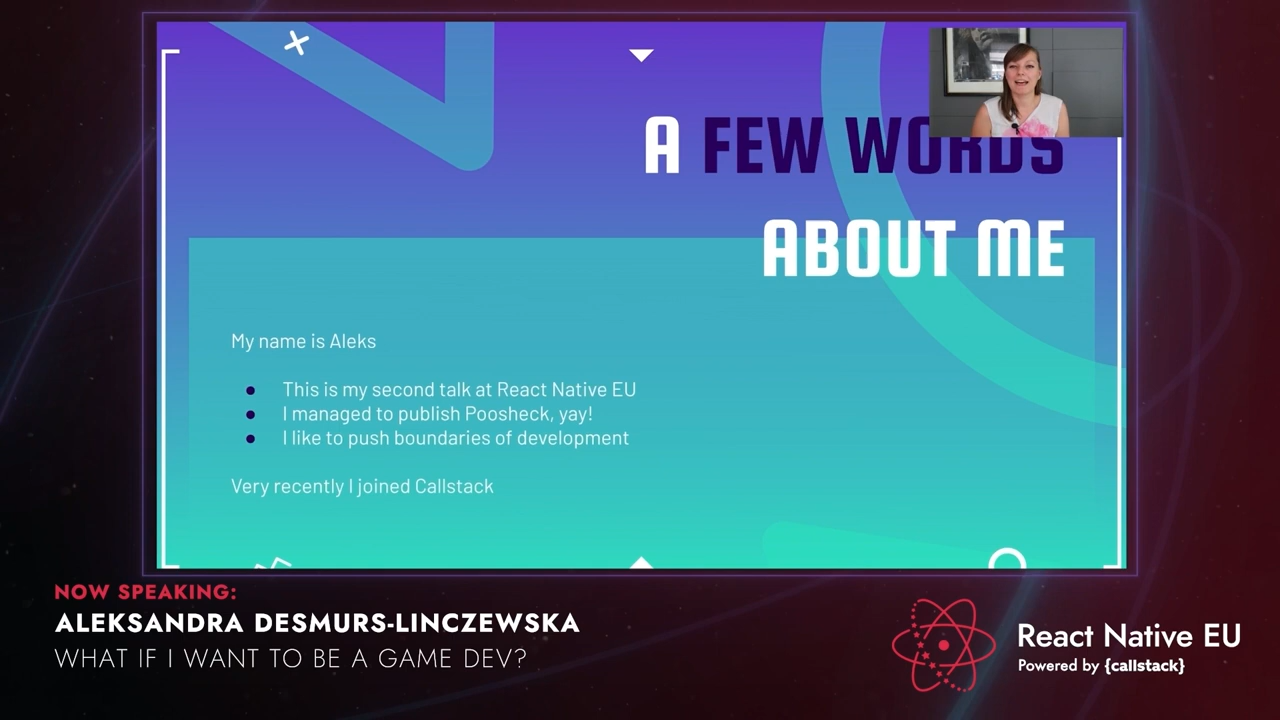 A FEW WORDS
ABOUT ME
My name is Aleks
● This is my second talk at React Native EU
● I managed to publish Poosheck, yay!
● I like to push boundaries of development
Very recently I joined Callstack
NOW SPEAKING:
ALEKSANDRA DESMURS-LINCZEWSKA
WHAT IF I WANT TO BE A GAME DEV?
React Native EU
Powered by {callstack}